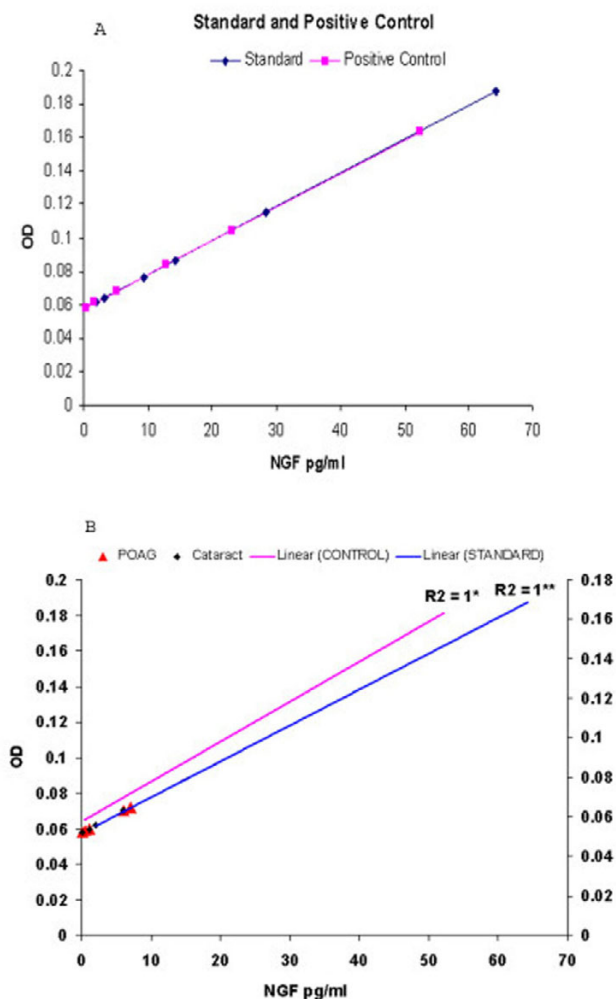 A
Standard and Positive Control
Standard Positive Control
0.2
0.18
0.16
0.14
0.12
0.1
0.08
0.06
0.04
0.02
0
OD
0 10 20 30 40 50 60 70
NGF pg/ml
B
POAG Cataract Linear (CONTROL) Linear (STANDARD)
R2 = 1* R2 = 1**
0.2
0.18
0.16
0.14
0.12
0.1
0.08
0.06
0.04
0.02
0
OD
0.18
0.16
0.14
0.12
0.1
0.08
0.06
0.04
0.02
0
0 10 20 30 40 50 60 70
NGF pg/ml